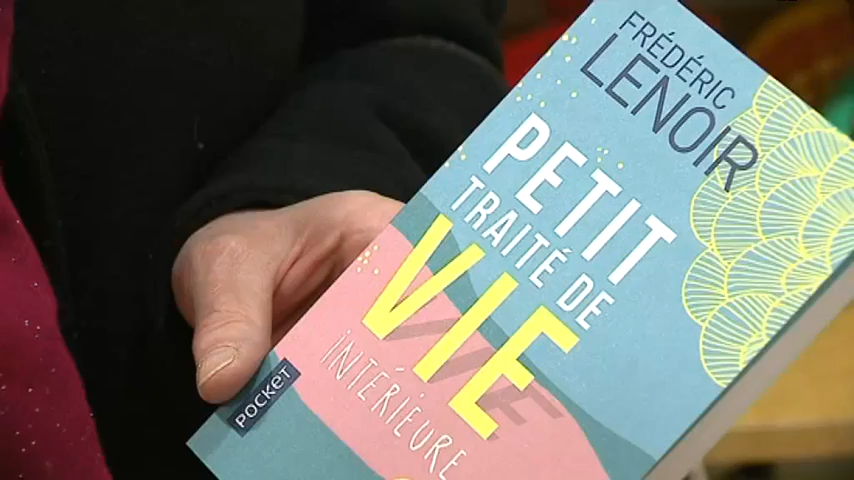 FRÉDÉRIC
LENOIR
PETIT
TRAITÉ DE
VIE
INTÉRIEURE
POCKET